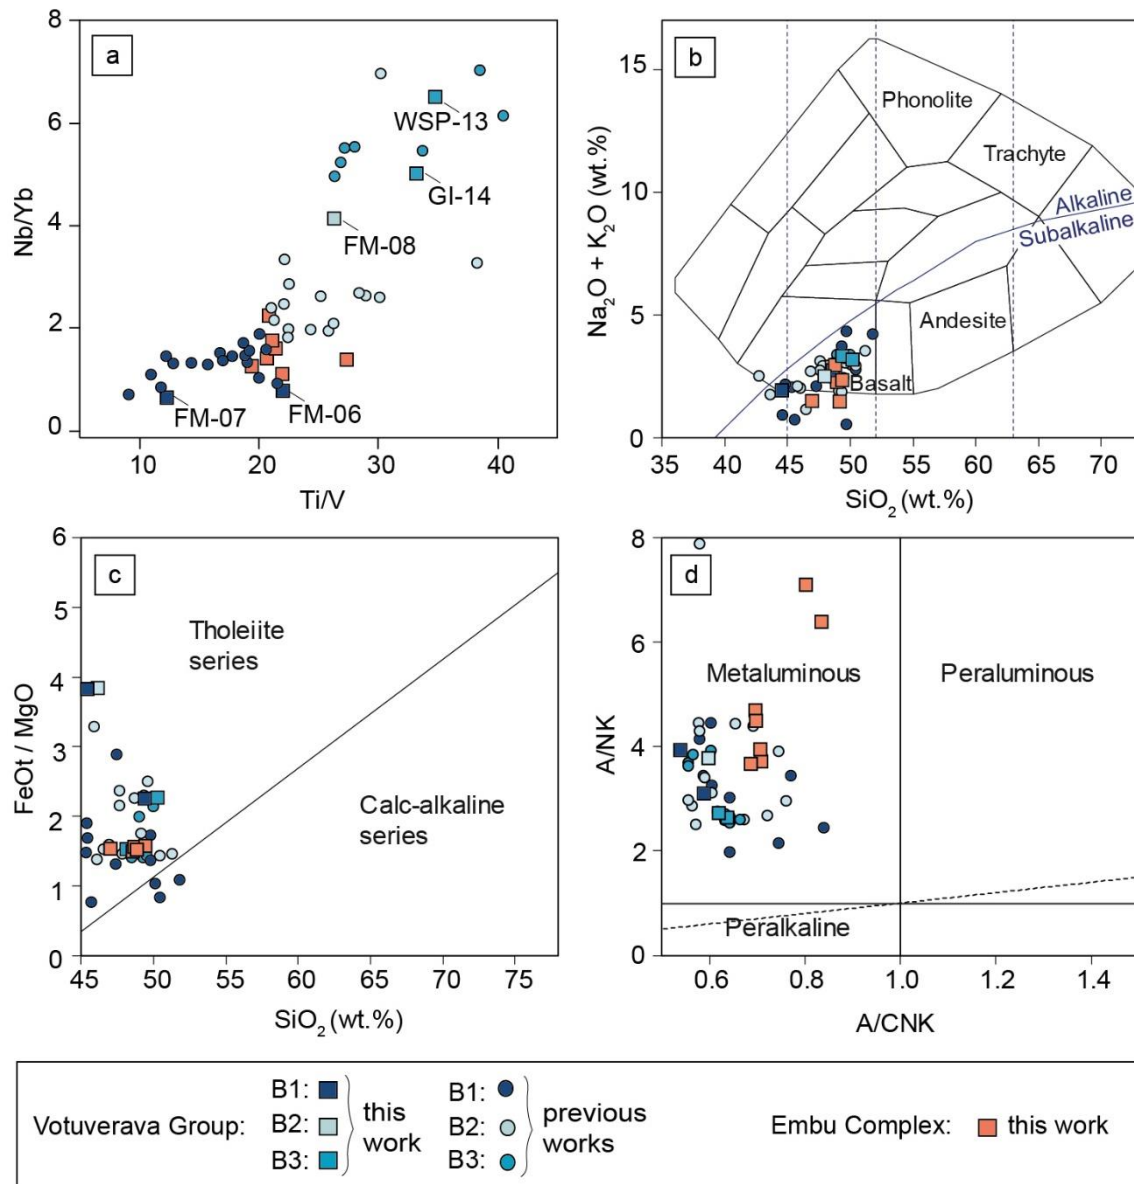 a
8
6
4
2
0
Nb/Yb
WSP-13
GI-14
FM-08
FM-07
FM-06
10
20
30
40
Ti/V
b
15
10
5
0
Na₂O + K₂O (wt.%)
Phonolite
Trachyte
Alkaline
Subalkaline
Andesite
Basalt
35
40
45
50
55
60
65
70
SiO₂ (wt.%)
c
6
5
4
3
2
1
0
FeOt / MgO
Tholeiite
series
Calc-alkaline
series
45
50
55
60
65
70
75
SiO₂ (wt.%)
d
8
6
4
2
0
A/NK
Metaluminous
Peraluminous
Peralkaline
0.6
0.8
1.0
1.2
1.4
A/CNK
Votuverava Group:
B1:
B2:
B3:
this
work
B1:
B2:
B3:
previous
works
Embu Complex:
this work